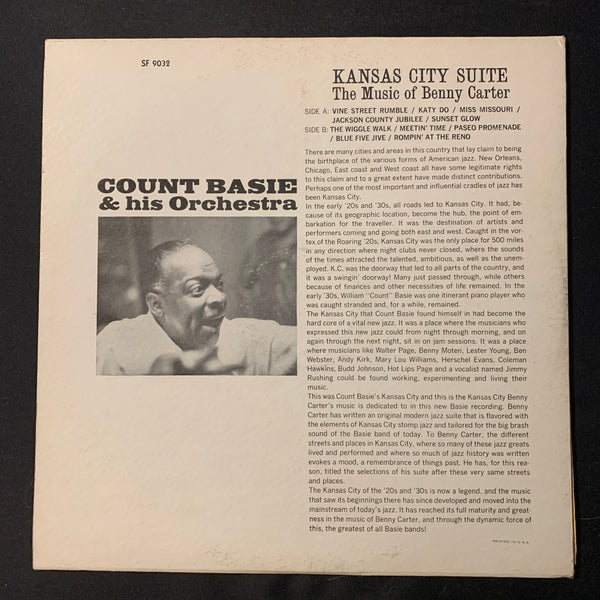 SF 9032
KANSAS CITY SUITE
The Music of Benny Carter
SIDE A: VINE STREET RUMBLE / KATY DO / MISS MISSOURI /
JACKSON COUNTY JUBILEE / SUNSET GLOW
SIDE B: THE WIGGLE WALK / MEETIN' TIME / PASEO PROMENADE
/ BLUE FIVE JIVE / ROMPIN' AT THE RENO
COUNT BASIE
& his Orchestra
There are many cities and areas in this country that lay claim to being
the birthplace of the various forms of American jazz. New Orleans,
Chicago, East coast and West coast all have some legitimate rights
to this claim and to a great extent have made distinct contributions.
Perhaps one of the most important and influential cradles of jazz has
been Kansas City.
In the early '20s and '30s, all roads led to Kansas City. It had, be-
cause of its geographic location, become the hub, the point of em-
barkation for the traveller. It was the destination of artists and
performers coming and going both east and west. Caught in the vor-
tex of the Roaring '20s, Kansas City was the only place for 500 miles
in any direction where night clubs never closed, where the sounds
of the times attracted the talented, ambitious, as well as the unem-
ployed. K.C. was the doorway that led to all parts of the country, and
it was a swingin' doorway! Many just passed through, while others
because of finances and other necessities of life remained. In the
early '30s, William "Count" Basie was one itinerant piano player who
was caught stranded and, for a while, remained.
The Kansas City that Count Basie found himself in had become the
hard core of a vital new jazz. It was a place where the musicians who
expressed this new jazz could from night through morning, and on
again through the next night, sit in on jam sessions. It was a place
where musicians like Walter Page, Benny Moten, Lester Young, Ben
Webster, Andy Kirk, Mary Lou Williams, Herschel Evans, Coleman
Hawkins, Budd Johnson, Hot Lips Page and a vocalist named Jimmy
Rushing could be found working, experimenting and living their
music.
This was Count Basie's Kansas City and this is the Kansas City Benny
Carter's music is dedicated to in this new Basie recording. Benny
Carter has written an original modern jazz suite that is flavored with
the elements of Kansas City stomp jazz and tailored for the big brash
sound of the Basie band of today. To Benny Carter, the different
streets and places in Kansas City, where so many of these jazz greats
lived and performed and where so much of jazz history was written
evokes a mood, a remembrance of things past. He has, for this rea-
son, titled the selections of his suite after these very same streets
and places.
The Kansas City of the '20s and '30s is now a legend, and the music
that saw its beginnings there has since developed and moved into the
mainstream of today's jazz. It has reached its full maturity and great-
ness in the music of Benny Carter, and through the dynamic force of
this, the greatest of all Basie bands!
PRINTED IN U.S.A.